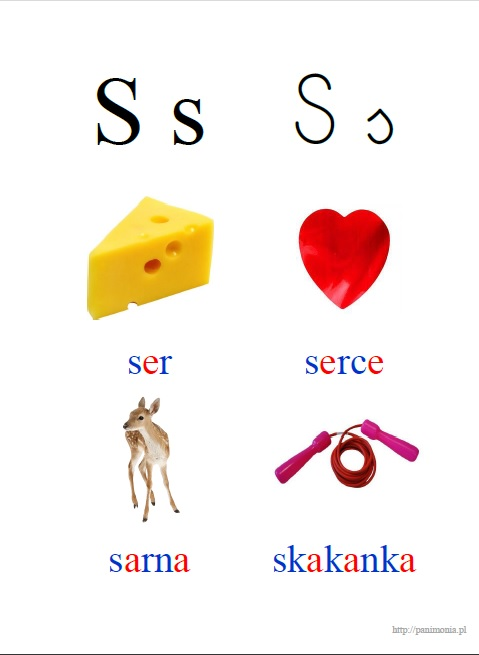 S s S s
ser serce
sarna skakanka
http://panimonia.pl